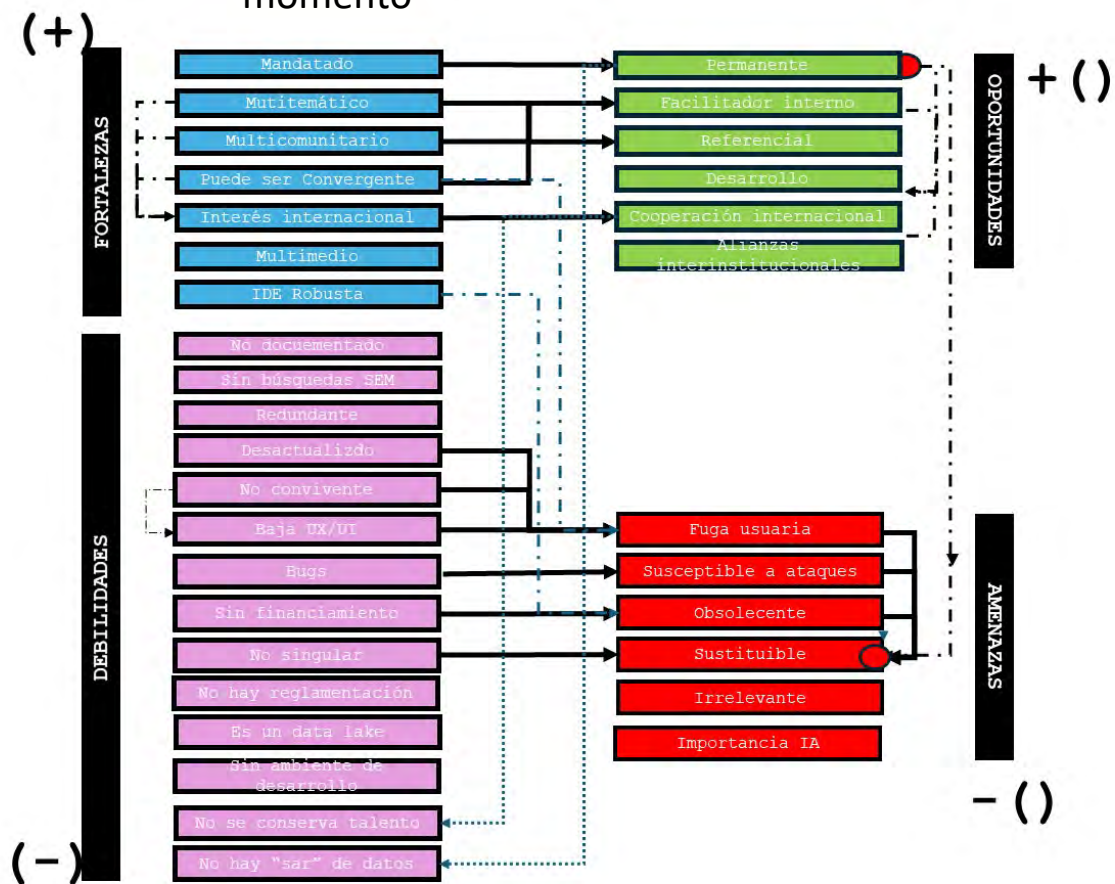 momento
(+)
FORTALEZAS
Mandatado
Mutitemático
Multicomunitario
Puede ser Convergente
Interés internacional
Multimedio
IDE Robusta
Permanente
Facilitador interno
Referencial
Desarrollo
Cooperación internacional
Alianzas
interinstitucionales
OPORTUNIDADES
+ ()
DEBILIDADES
No docuementado
Sin búsquedas SEM
Redundante
Desactualizdo
No convivente
Baja UX/UI
Bugs
Sin financiamiento
No singular
No hay reglamentación
Es un data lake
Sin ambiente de
desarrollo
No se conserva talento
No hay "sar" de datos
(-)
Fuga usuaria
Susceptible a ataques
Obsolecente
Sustituible
Irrelevante
Importancia IA
AMENAZAS
- ()